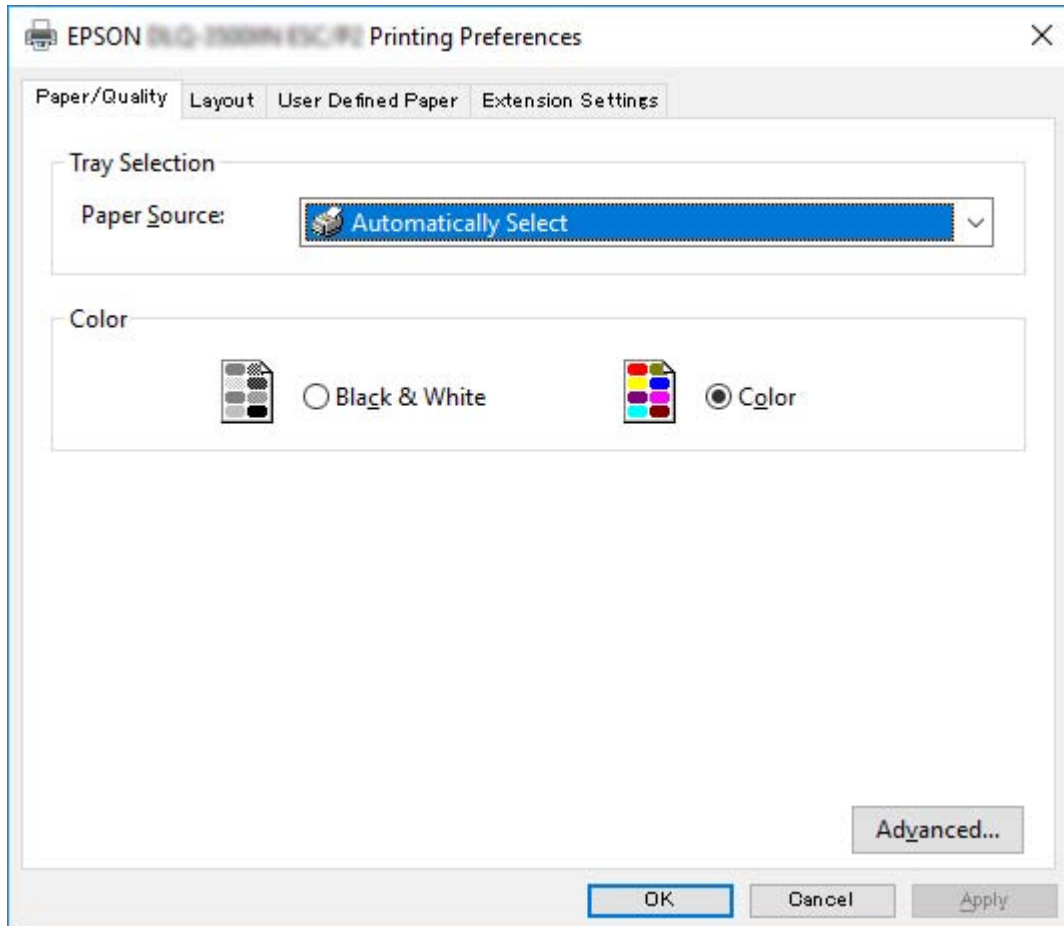 EPSON Printing Preferences
Paper/Quality Layout User Defined Paper Extension Settings
Tray Selection
Paper Source: Automatically Select
Color
Black & White Color
Advanced...
OK Cancel Apply